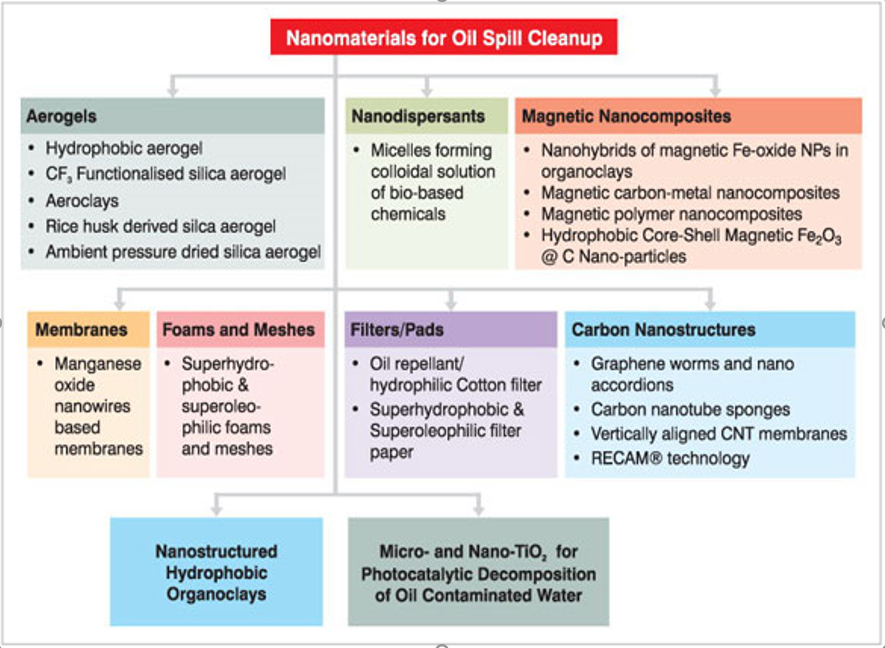 Nanomaterials for Oil Spill Cleanup
Aerogels
• Hydrophobic aerogel
• CF₃ Functionalised silica aerogel
• Aeroclays
• Rice husk derived silca aerogel
• Ambient pressure dried silica aerogel
Nanodispersants
• Micelles forming
colloidal solution
of bio-based
chemicals
Magnetic Nanocomposites
• Nanohybrids of magnetic Fe-oxide NPs in
organoclays
• Magnetic carbon-metal nanocomposites
• Magnetic polymer nanocomposites
• Hydrophobic Core-Shell Magnetic Fe₂O₃
@ C Nano-particles
Membranes
• Manganese
oxide
nanowires
based
membranes
Foams and Meshes
• Superhydro-
phobic &
superoleo-
philic foams
and meshes
Filters/Pads
• Oil repellant/
hydrophilic Cotton filter
• Superhydrophobic &
Superoleophilic filter
paper
Carbon Nanostructures
• Graphene worms and nano
accordions
• Carbon nanotube sponges
• Vertically aligned CNT membranes
• RECAM® technology
Nanostructured
Hydrophobic
Organoclays
Micro- and Nano-TiO₂ for
Photocatalytic Decomposition
of Oil Contaminated Water